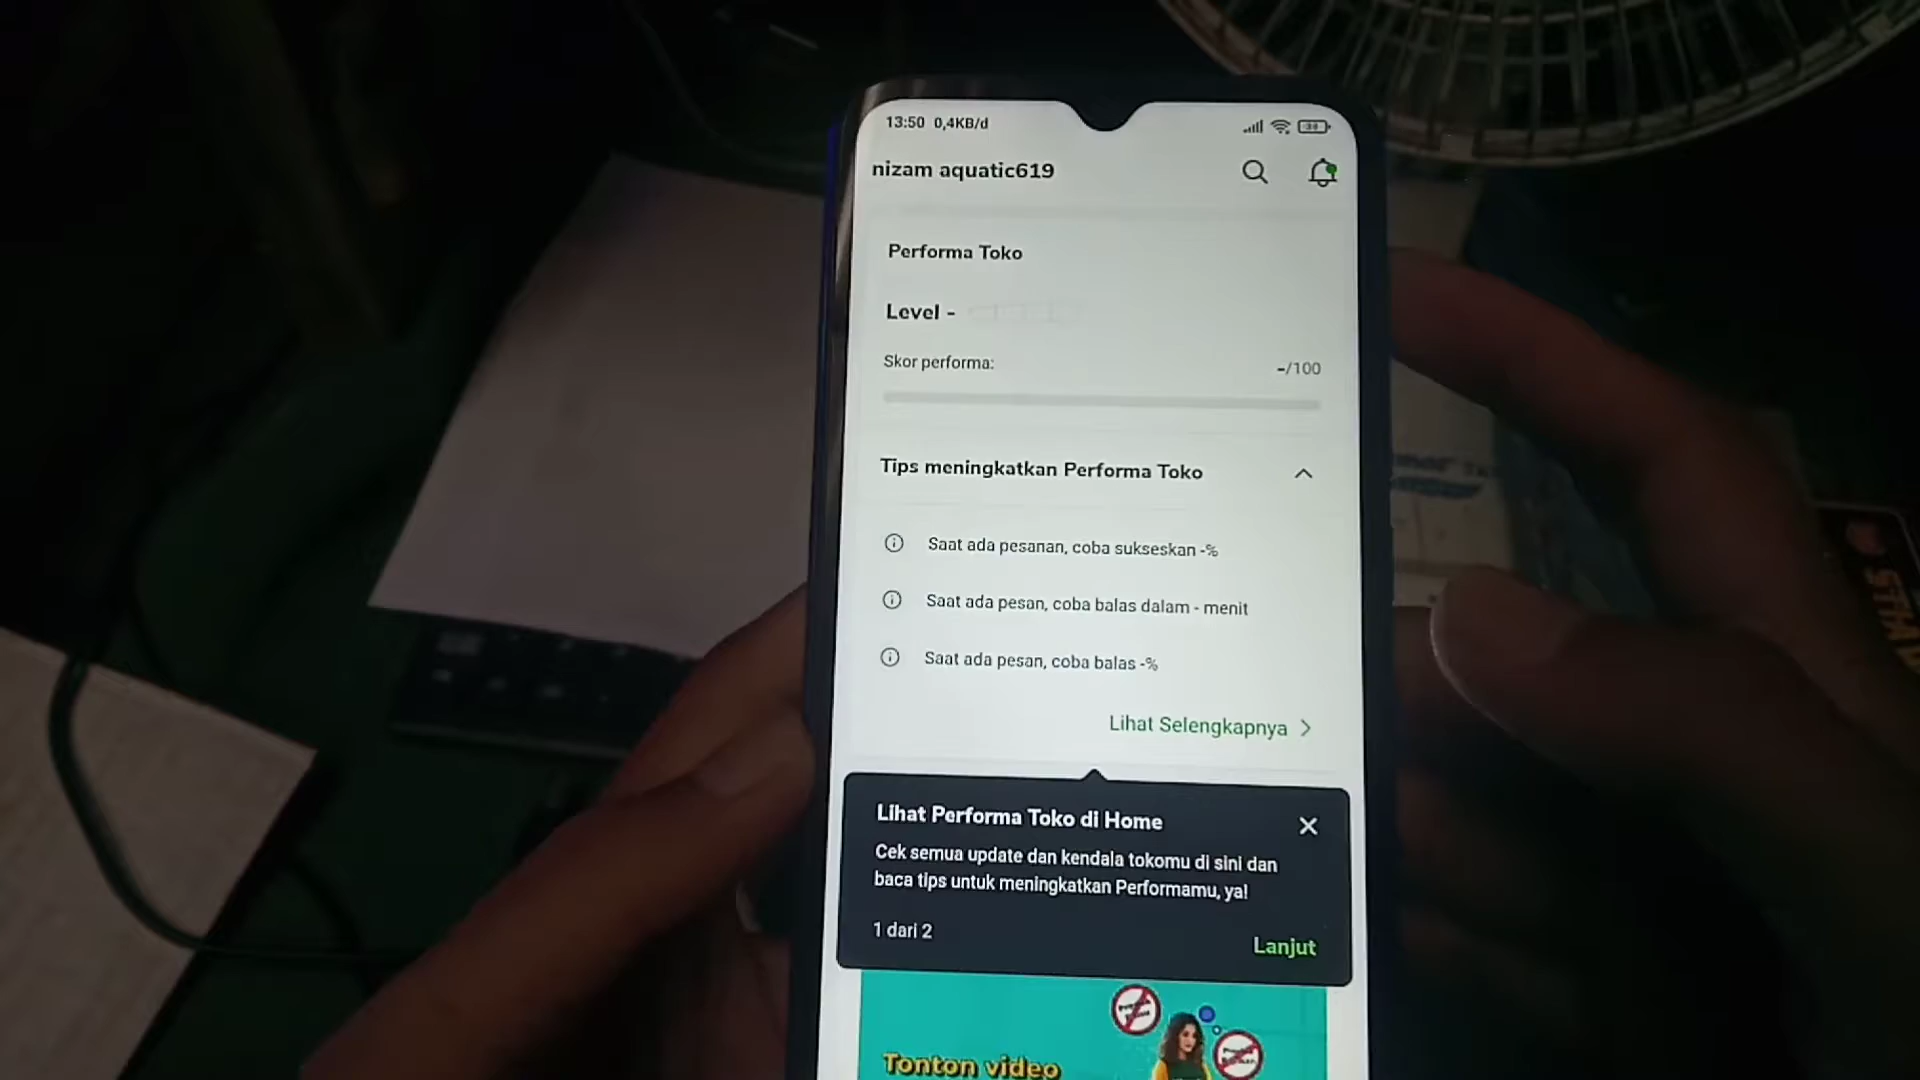 13:50 0,4KB/d
nizam aquatic619
Performa Toko
Level -
Skor performa:
-/100
Tips meningkatkan Performa Toko
Saat ada pesanan, coba sukseskan -%
Saat ada pesan, coba balas dalam - menit
Saat ada pesan, coba balas -%
Lihat Selengkapnya
Lihat Performa Toko di Home
Cek semua update dan kendala tokomu di sini dan
baca tips untuk meningkatkan Performamu, ya!
1 dari 2
Lanjut
Tonton video